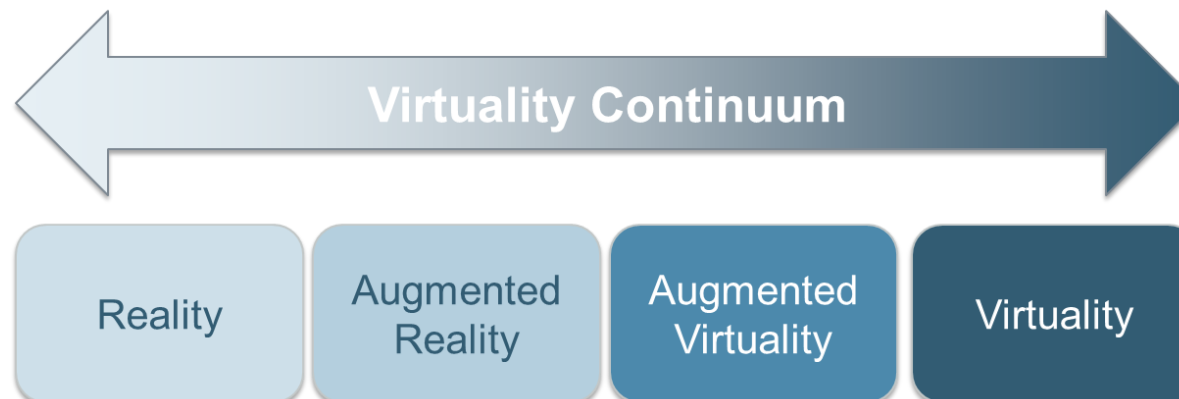 Virtuality Continuum
Reality
Augmented
Reality
Augmented
Virtuality
Virtuality